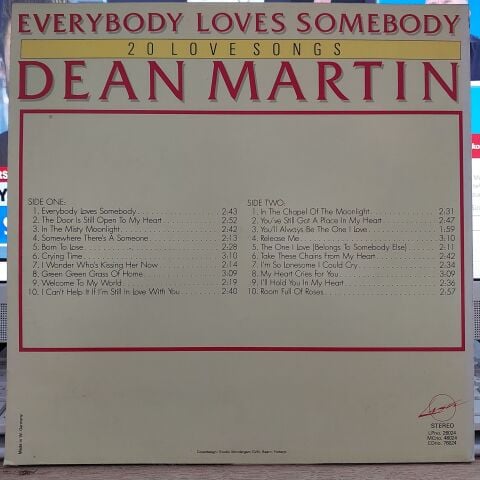 EVERYBODY LOVES SOMEBODY
20 LOVE SONGS
DEAN MARTIN
SIDE ONE:
1. Everybody Loves Somebody 2:43
2. The Door Is Still Open To My Heart 2:52
3. In The Misty Moonlight 2:42
4. Somewhere There's A Someone 2:13
5. Born To Lose 2:28
6. Crying Time 3:10
7. I Wonder Who's Kissing Her Now 2:14
8. Green Green Grass Of Home 3:09
9. Welcome To My World 2:19
10. I Can't Help It If I'm Still In Love With You 2:40
SIDE TWO:
1. In The Chapel Of The Moonlight 2:31
2. You've Still Got A Place In My Heart 2:47
3. You'll Always Be The One I Love 1:59
4. Release Me 3:10
5. The One I Love (Belongs To Somebody Else) 2:11
6. Take These Chains From My Heart 2:42
7. I'm So Lonesome I Could Cry 2:34
8. My Heart Cries For You 3:09
9. I'll Hold You In My Heart 2:36
10. Room Full Of Roses 2:57
STEREO
LPno. 26024
MCno. 46024
CDno. 76024
Made in W. Germany